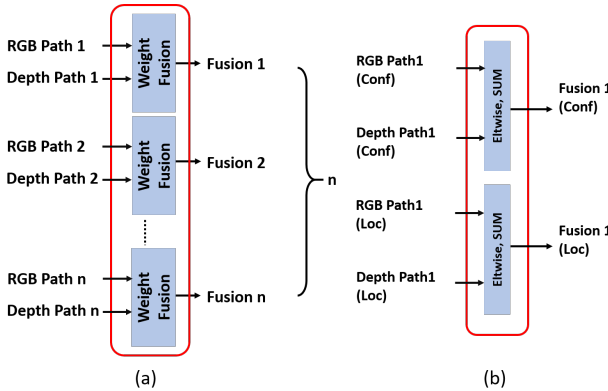 RGB Path 1
Depth Path 1
Weight
Fusion
Fusion 1
RGB Path 2
Depth Path 2
Weight
Fusion
Fusion 2
RGB Path n
Depth Path n
Weight
Fusion
Fusion n
n
(a)
RGB Path1
(Conf)
Depth Path1
(Conf)
Eltwise, SUM
Fusion 1
(Conf)
RGB Path1
(Loc)
Depth Path1
(Loc)
Eltwise, SUM
Fusion 1
(Loc)
(b)